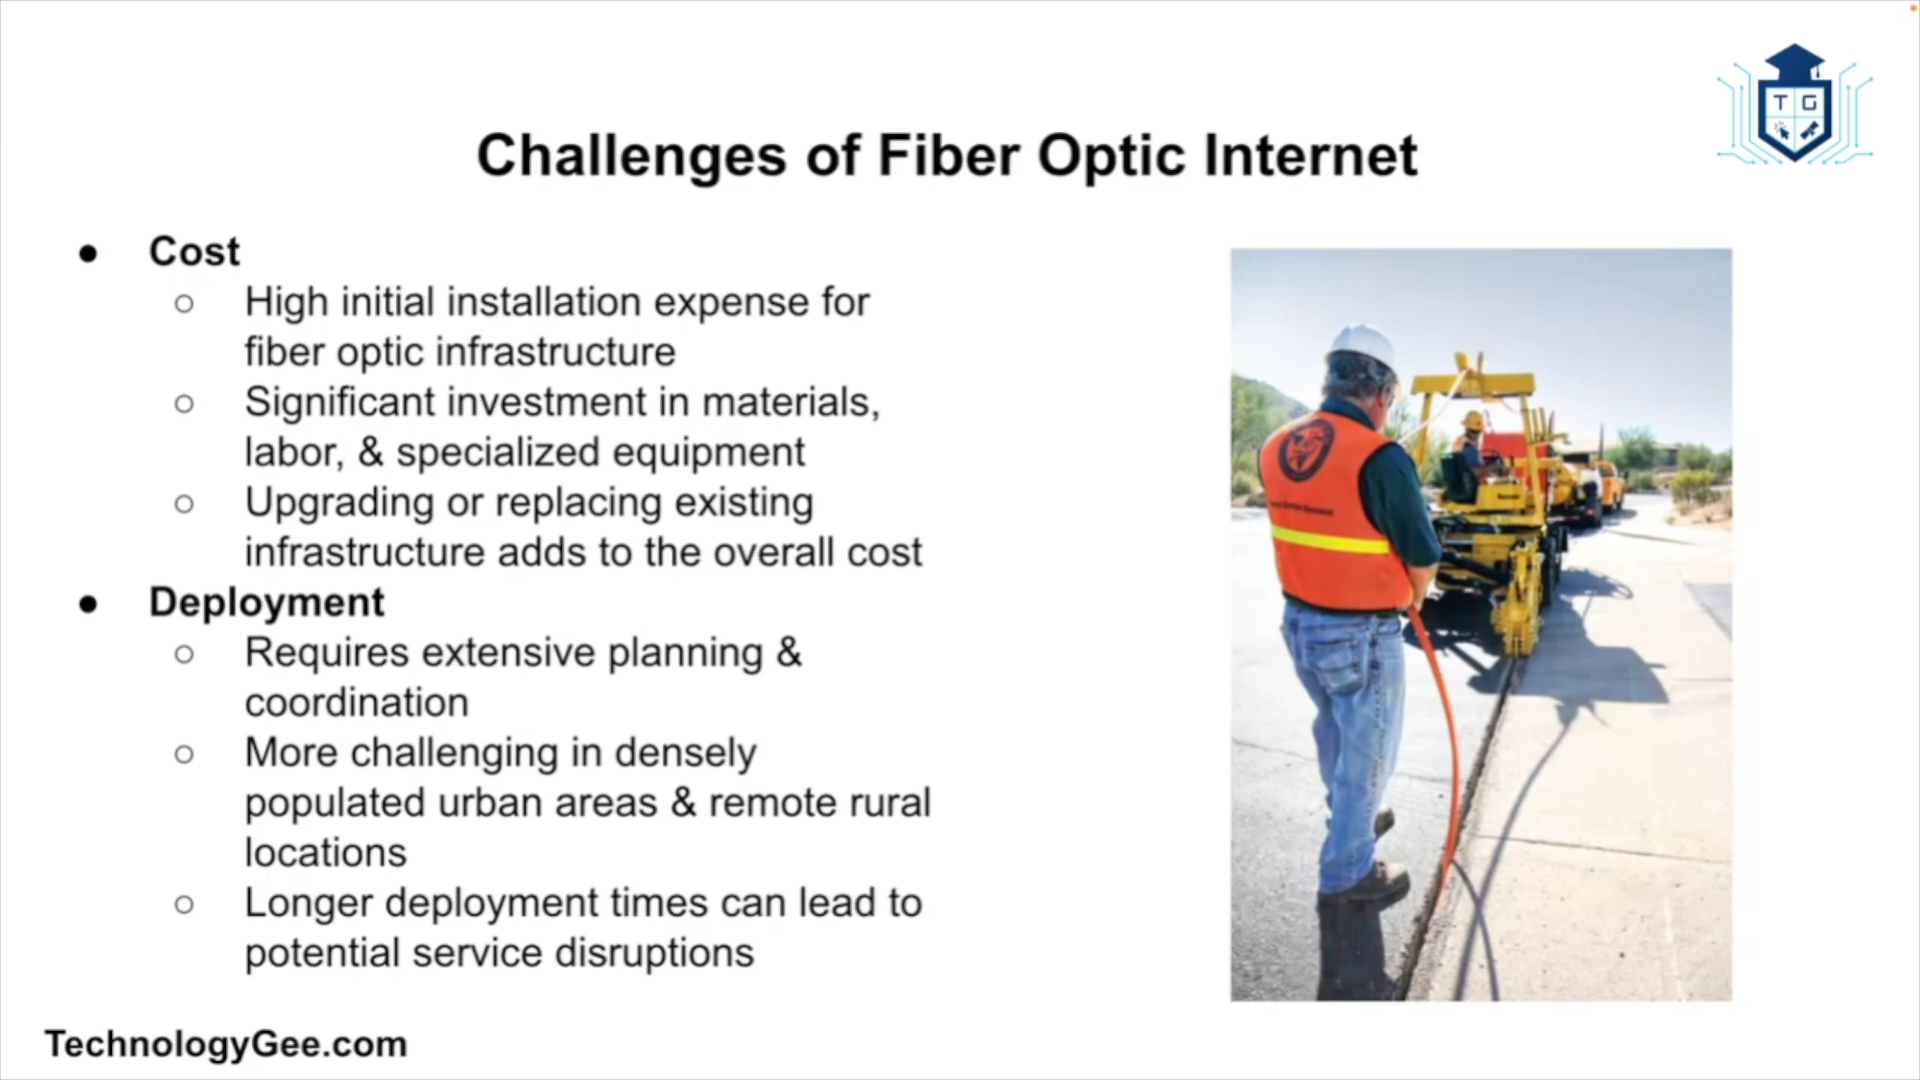 T G
Challenges of Fiber Optic Internet
● Cost
○ High initial installation expense for
fiber optic infrastructure
○ Significant investment in materials,
labor, & specialized equipment
○ Upgrading or replacing existing
infrastructure adds to the overall cost
● Deployment
○ Requires extensive planning &
coordination
○ More challenging in densely
populated urban areas & remote rural
locations
○ Longer deployment times can lead to
potential service disruptions
TechnologyGee.com